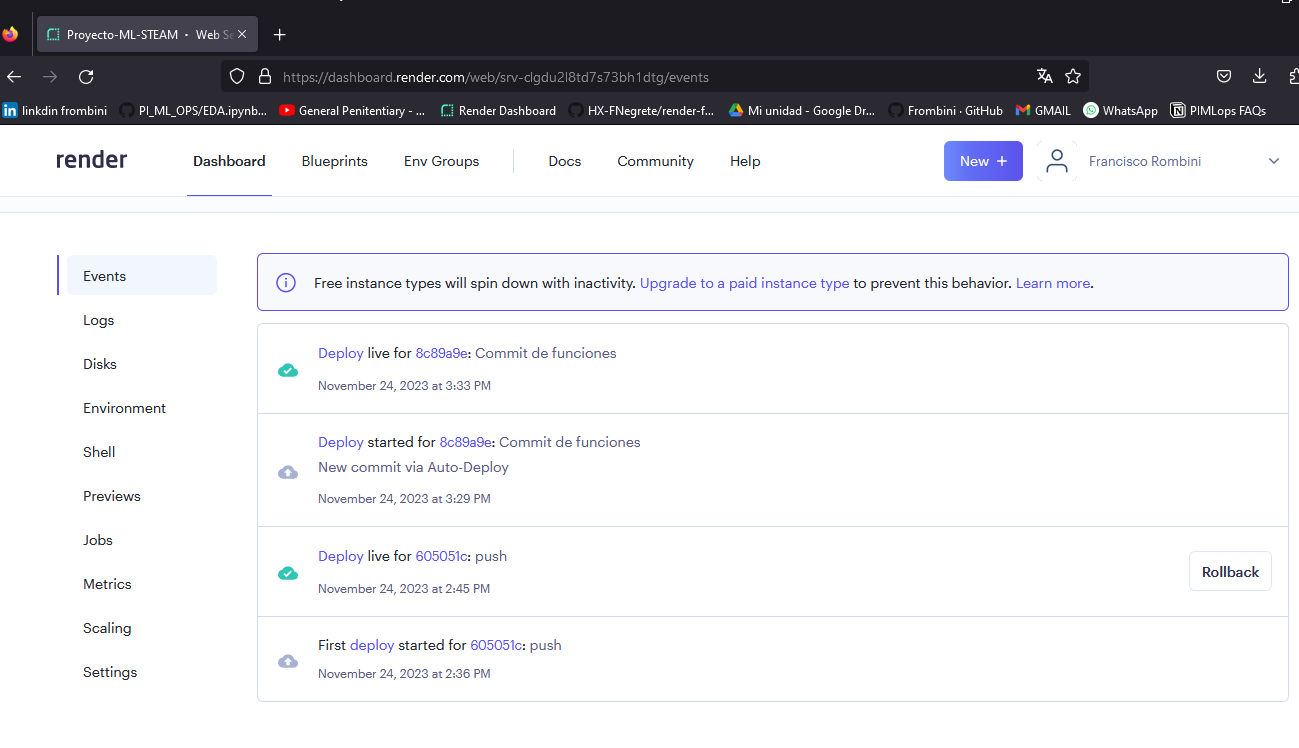 Proyecto-ML-STEAM · Web Se
https://dashboard.render.com/web/srv-clgdu2l8td7s73bh1dtg/events
linkdin frombini PI_ML_OPS/EDA.ipynb... General Penitentiary - ... Render Dashboard HX-FNegrete/render-f... Mi unidad - Google Dr... Frombini · GitHub GMAIL WhatsApp PIMLops FAQs
render Dashboard Blueprints Env Groups Docs Community Help New + Francisco Rombini
Events
Logs
Disks
Environment
Shell
Previews
Jobs
Metrics
Scaling
Settings
Free instance types will spin down with inactivity. Upgrade to a paid instance type to prevent this behavior. Learn more.
Deploy live for 8c89a9e: Commit de funciones
November 24, 2023 at 3:33 PM
Deploy started for 8c89a9e: Commit de funciones
New commit via Auto-Deploy
November 24, 2023 at 3:29 PM
Deploy live for 605051c: push
November 24, 2023 at 2:45 PM
Rollback
First deploy started for 605051c: push
November 24, 2023 at 2:36 PM